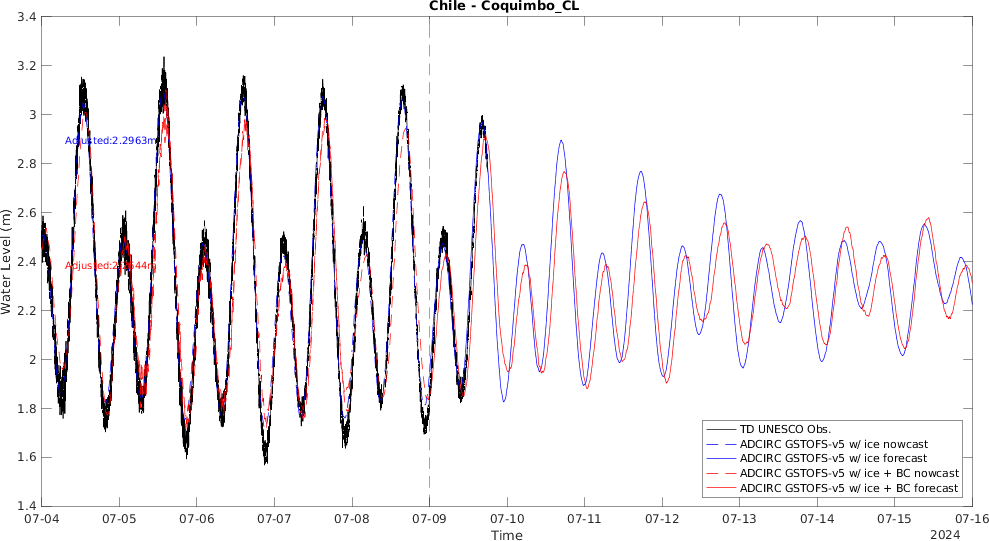 Chile - Coquimbo_CL
3.4
3.2
3
2.8
2.6
2.4
2.2
2
1.8
1.6
1.4
Water Level (m)
Adjusted:2.2963m
TD UNESCO Obs.
ADCIRC GSTOFS-v5 w/ ice nowcast
ADCIRC GSTOFS-v5 w/ ice forecast
ADCIRC GSTOFS-v5 w/ ice + BC nowcast
ADCIRC GSTOFS-v5 w/ ice + BC forecast
07-04 07-05 07-06 07-07 07-08 07-09 07-10 07-11 07-12 07-13 07-14 07-15 07-16
Time
2024